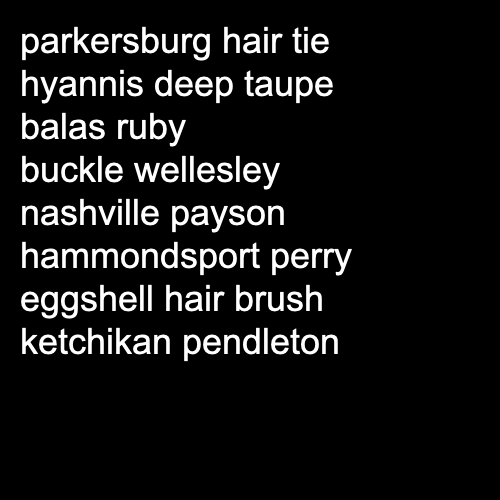 parkersburg hair tie
hyannis deep taupe
balas ruby
buckle wellesley
nashville payson
hammondsport perry
eggshell hair brush
ketchikan pendleton